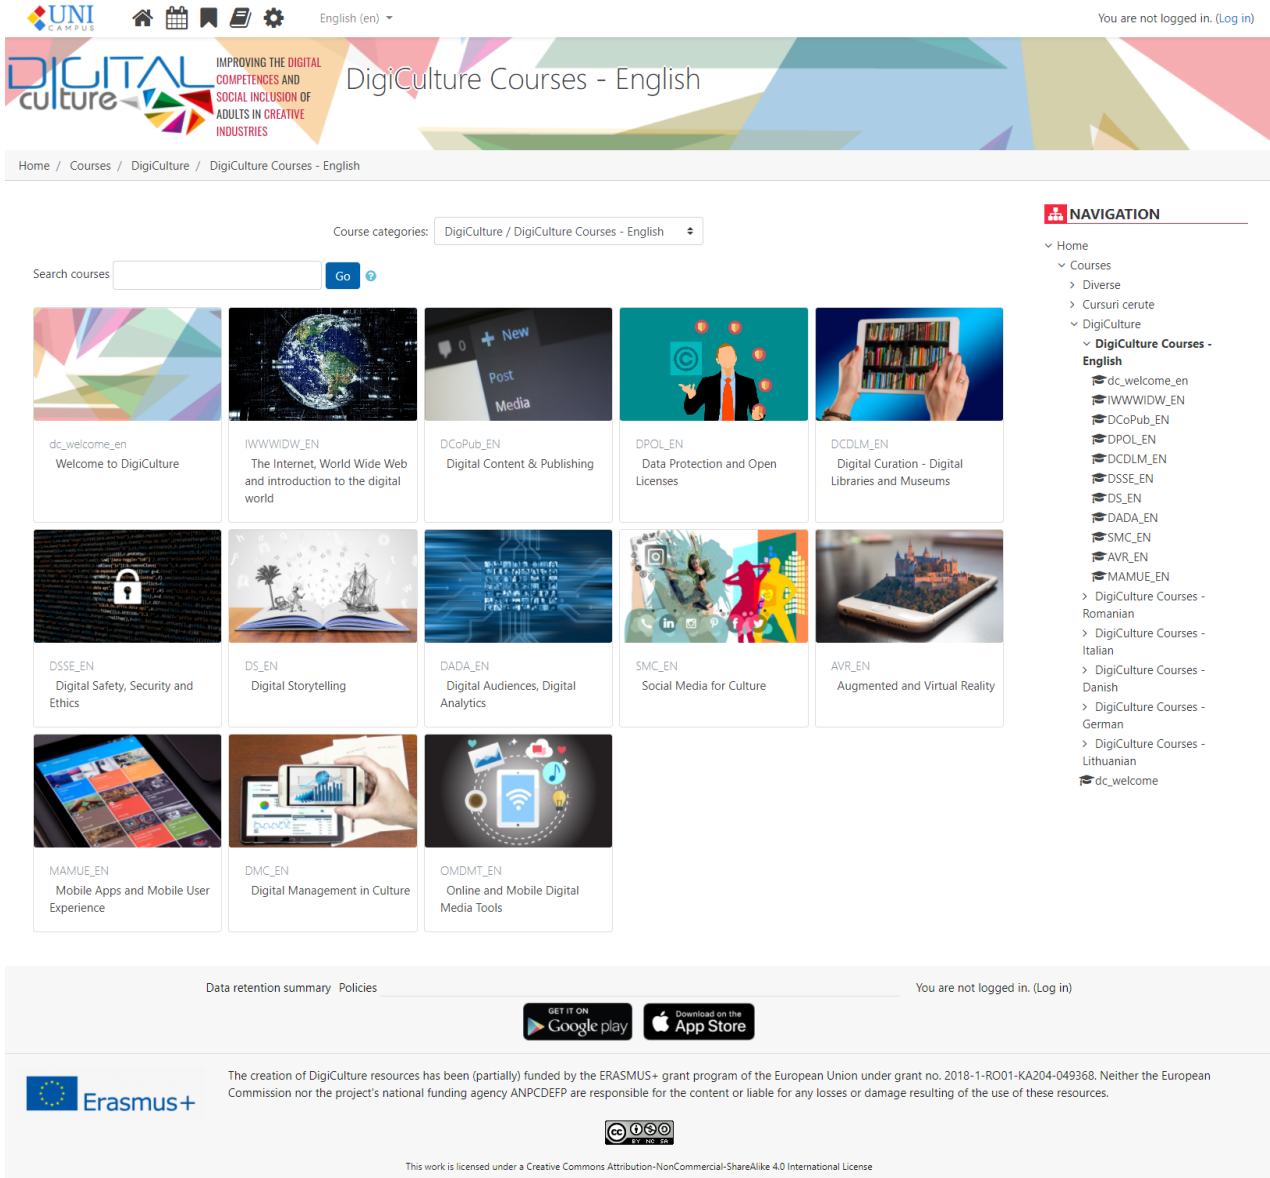 UNI
CAMPUS
English (en)
You are not logged in. (Log in)
DIGITAL
culture
IMPROVING THE DIGITAL
COMPETENCES AND
SOCIAL INCLUSION OF
ADULTS IN CREATIVE
INDUSTRIES
DigiCulture Courses - English
Home / Courses / DigiCulture / DigiCulture Courses - English
Course categories: DigiCulture / DigiCulture Courses - English
Search courses Go
0
New
Post
Media
dc_welcome_en
Welcome to DigiCulture
IWWWIDW_EN
The Internet, World Wide Web
and introduction to the digital
world
DCoPub_EN
Digital Content & Publishing
DPOL_EN
Data Protection and Open
Licenses
DCDLM_EN
Digital Curation - Digital
Libraries and Museums
DSSE_EN
Digital Safety, Security and
Ethics
DS_EN
Digital Storytelling
DADA_EN
Digital Audiences, Digital
Analytics
SMC_EN
Social Media for Culture
AVR_EN
Augmented and Virtual Reality
MAMUE_EN
Mobile Apps and Mobile User
Experience
DMC_EN
Digital Management in Culture
OMDMT_EN
Online and Mobile Digital
Media Tools
NAVIGATION
Home
Courses
Diverse
Cursuri cerute
DigiCulture
DigiCulture Courses -
English
dc_welcome_en
IWWWIDW_EN
DCoPub_EN
DPOL_EN
DCDLM_EN
DSSE_EN
DS_EN
DADA_EN
SMC_EN
AVR_EN
MAMUE_EN
DigiCulture Courses -
Romanian
DigiCulture Courses -
Italian
DigiCulture Courses -
Danish
DigiCulture Courses -
German
DigiCulture Courses -
Lithuanian
dc_welcome
Data retention summary Policies
You are not logged in. (Log in)
GET IT ON
Google play
Download on the
App Store
Erasmus+
The creation of DigiCulture resources has been (partially) funded by the ERASMUS+ grant program of the European Union under grant no. 2018-1-RO01-KA204-049368. Neither the European
Commission nor the project's national funding agency ANPCDEFP are responsible for the content or liable for any losses or damage resulting of the use of these resources.
cc
BY NC SA
This work is licensed under a Creative Commons Attribution-NonCommercial-ShareAlike 4.0 International License